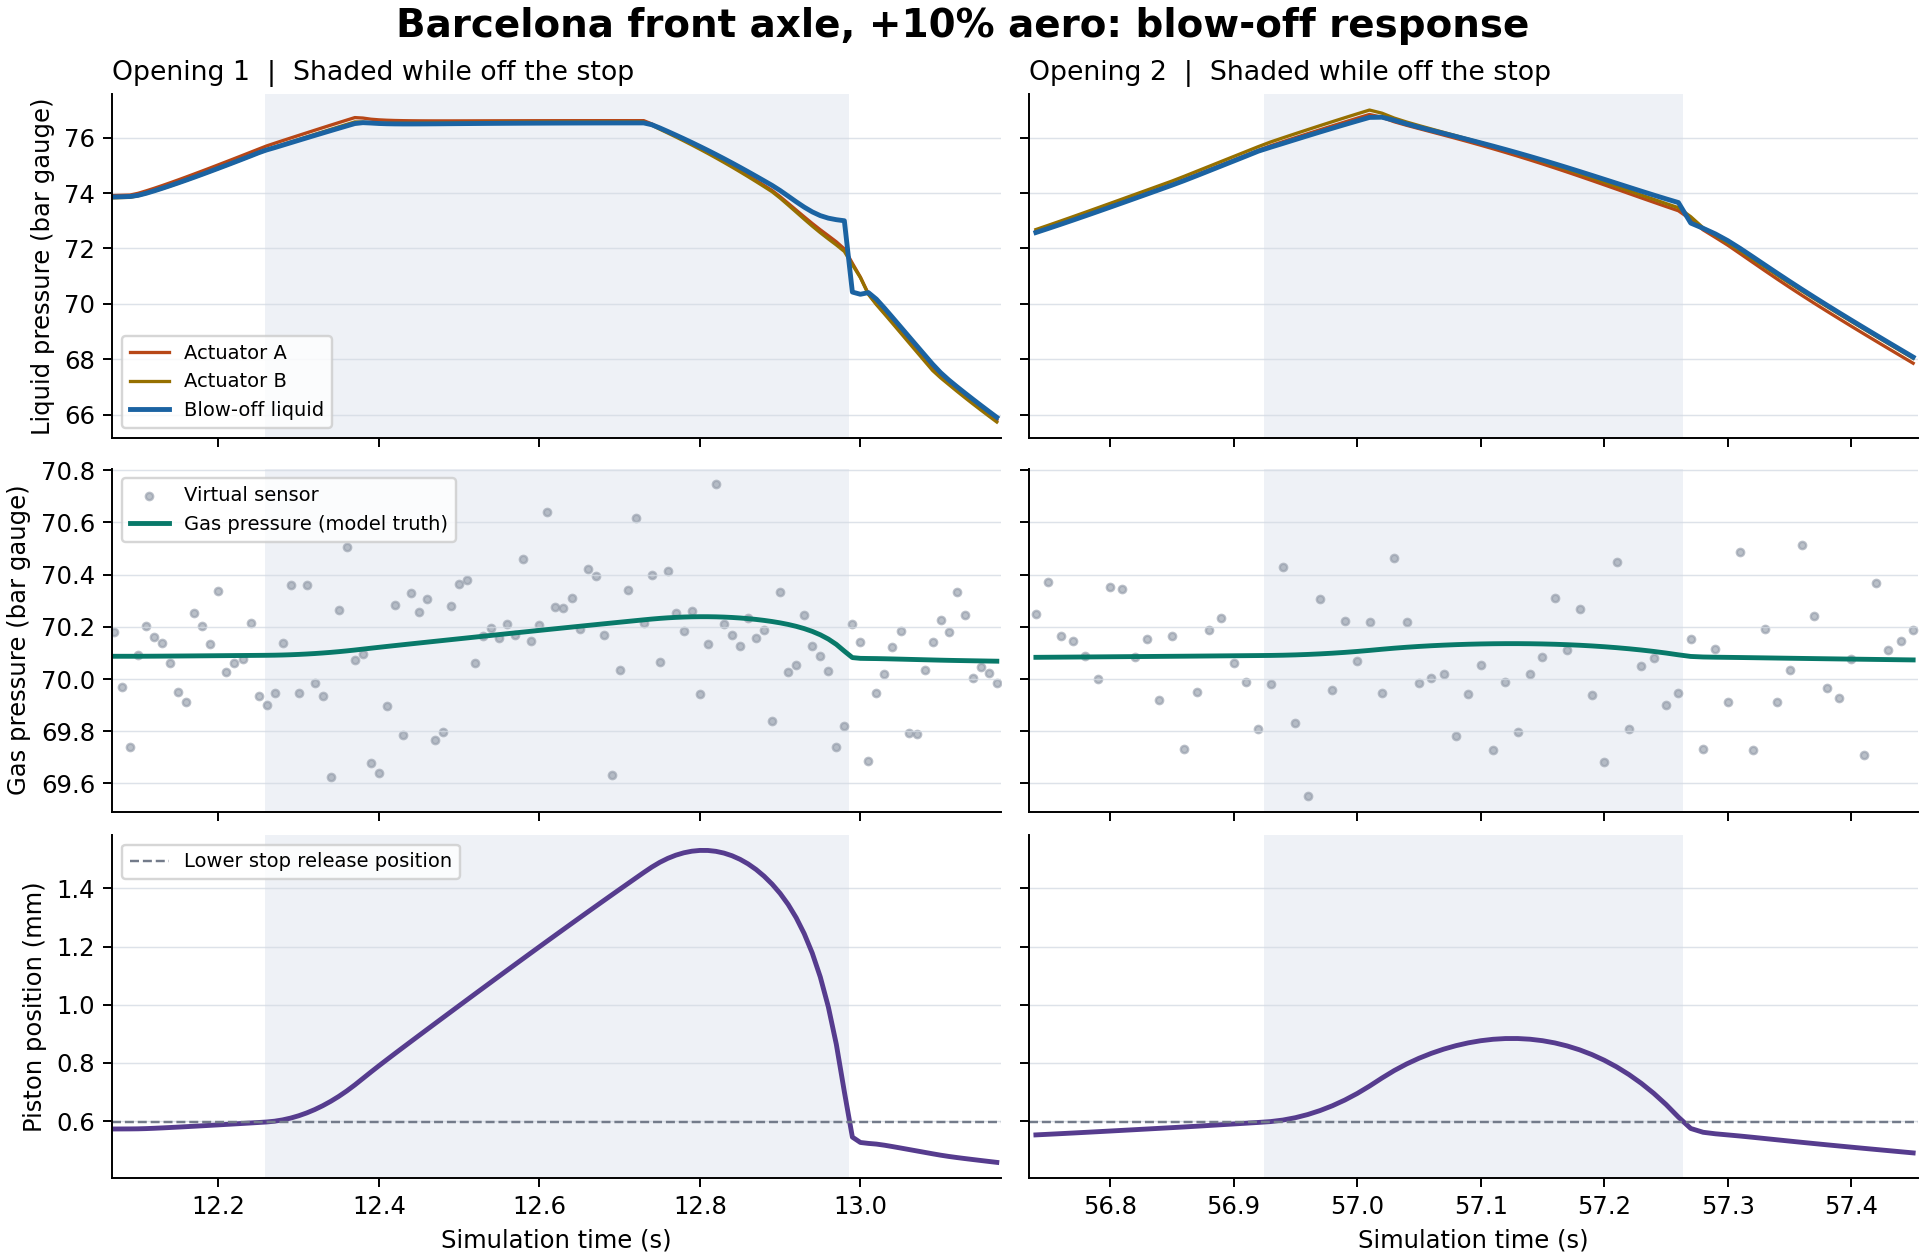 Barcelona front axle, +10% aero: blow-off response
Opening 1 | Shaded while off the stop
Opening 2 | Shaded while off the stop
Liquid pressure (bar gauge)
76
74
72
70
68
66
Actuator A
Actuator B
Blow-off liquid
Gas pressure (bar gauge)
70.8
70.6
70.4
70.2
70.0
69.8
69.6
Virtual sensor
Gas pressure (model truth)
Piston position (mm)
1.4
1.2
1.0
0.8
0.6
Lower stop release position
12.2 12.4 12.6 12.8 13.0
Simulation time (s)
56.8 56.9 57.0 57.1 57.2 57.3 57.4
Simulation time (s)